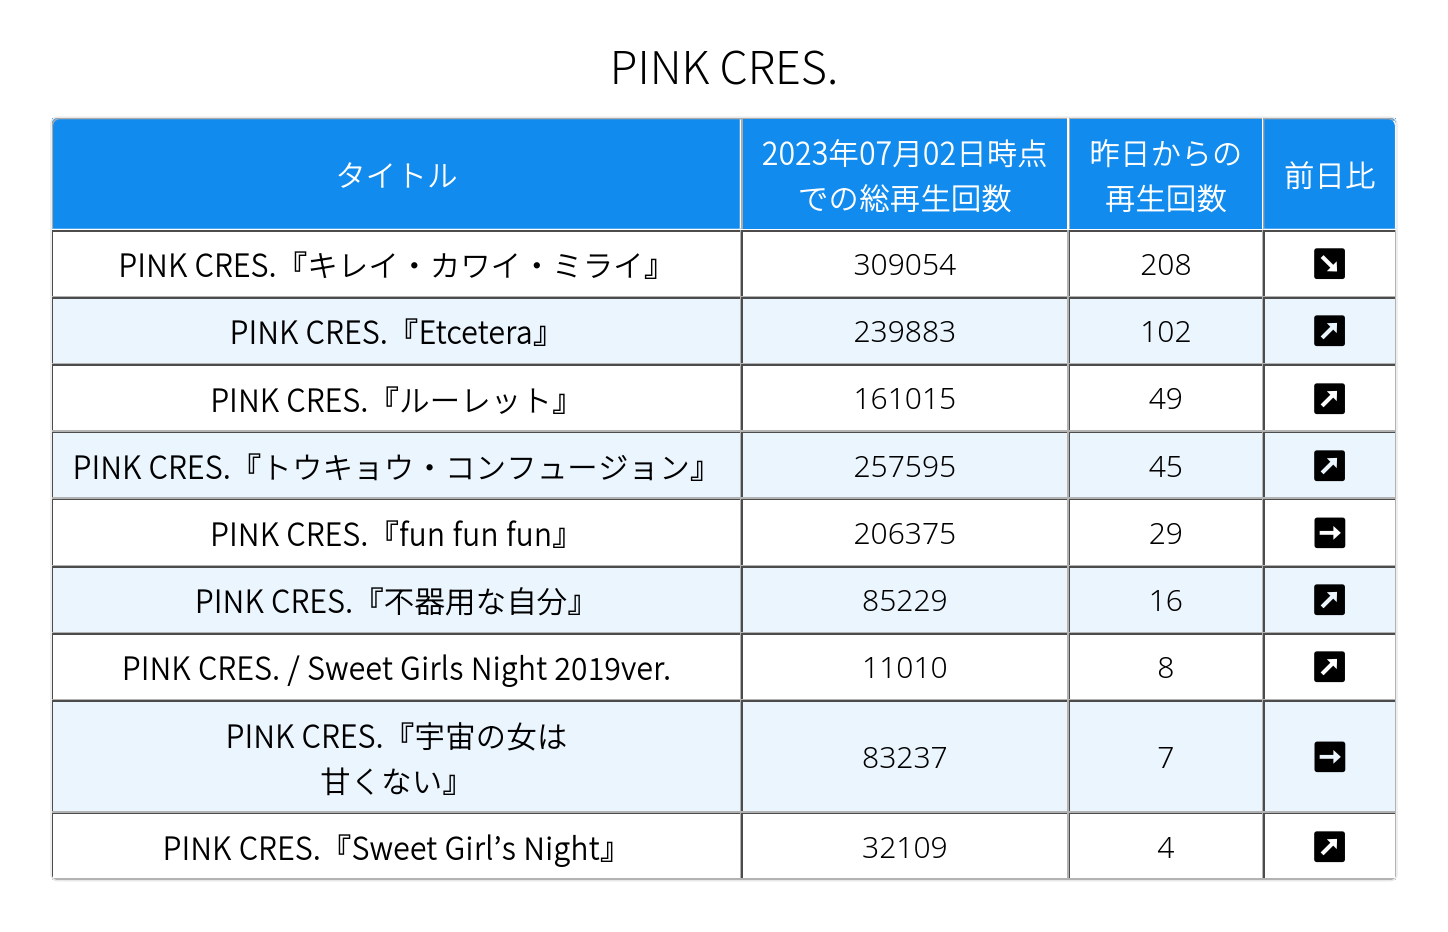 PINK CRES.
タイトル
2023年07月02日時点
での総再生回数
昨日からの
再生回数
前日比
PINK CRES.『キレイ・カワイ・ミライ』 309054 208
PINK CRES.『Etcetera』 239883 102
PINK CRES.『ルーレット』 161015 49
PINK CRES.『トウキョウ・コンフュージョン』 257595 45
PINK CRES.『fun fun fun』 206375 29
PINK CRES.『不器用な自分』 85229 16
PINK CRES. / Sweet Girls Night 2019ver. 11010 8
PINK CRES.『宇宙の女は
甘くない』 83237 7
PINK CRES.『Sweet Girl’s Night』 32109 4